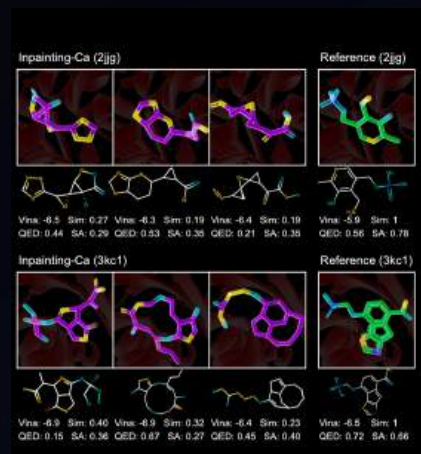 Inpainting-Ca (2jjg)
Reference (2jjg)
Vina: -6.5 Sim: 0.27
QED: 0.44 SA: 0.29
Vina: -6.3 Sim: 0.19
QED: 0.53 SA: 0.35
Vina: -6.4 Sim: 0.19
QED: 0.21 SA: 0.35
Vina: -5.9 Sim: 1
QED: 0.56 SA: 0.78
Inpainting-Ca (3kc1)
Reference (3kc1)
Vina: -6.9 Sim: 0.40
QED: 0.15 SA: 0.36
Vina: -6.9 Sim: 0.32
QED: 0.67 SA: 0.27
Vina: -6.4 Sim: 0.23
QED: 0.45 SA: 0.40
Vina: -6.5 Sim: 1
QED: 0.72 SA: 0.66